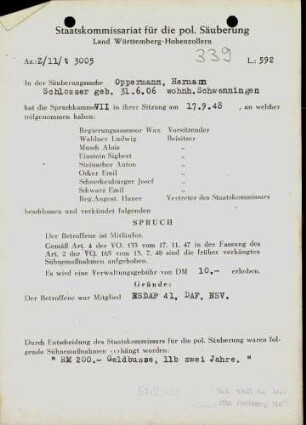 Staatskommissariat für die pol. Säuberung
Land Württemberg-Hohenzollern
339
Az.: Z/11/t 3005 L: 592
In der Säuberungssache Oppermann, Hermann
Schlosser geb. 31.6.06 wohnh. Schwenningen
hat die Spruchkammer VII in ihrer Sitzung am 17.9.48 , an welcher
teilgenommen haben:
Regierungsassessor Wax Vorsitzender
Waldner Ludwig Beisitzer
Musch Alois "
Einstein Sigbert "
Steinacher Anton "
Osker Emil "
Schneckenburger Josef "
Schwarz Emil "
Reg.Angest. Hauer Vertreter des Staatskommissars
beschlossen und verkündet folgenden
SPRUCH
Der Betroffene ist Mitläufer.
Gemäß Art. 4 der VO. 133 vom 17. 11. 47 in der Fassung des
Art. 2 der VO. 165 vom 13. 7. 48 sind die früher verhängten
Sühnemaßnahmen aufgehoben.
Es wird eine Verwaltungsgebühr von DM 10.- erhoben.
Gründe:
Der Betroffene war Mitglied NSDAP 41, DAF, NSV.
Durch Entscheidung des Staatskommissars für die pol. Säuberung waren folgende
Sühnemaßnahmen verhängt worden:
" RM 200.- Geldbusse, 11b zwei Jahre. "